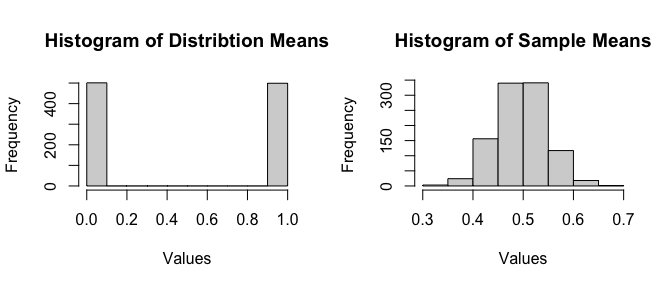 Histogram of Distribtion Means
Frequency
0 200 400
0.0 0.2 0.4 0.6 0.8 1.0
Values
Histogram of Sample Means
Frequency
0 150 300
0.3 0.4 0.5 0.6 0.7
Values